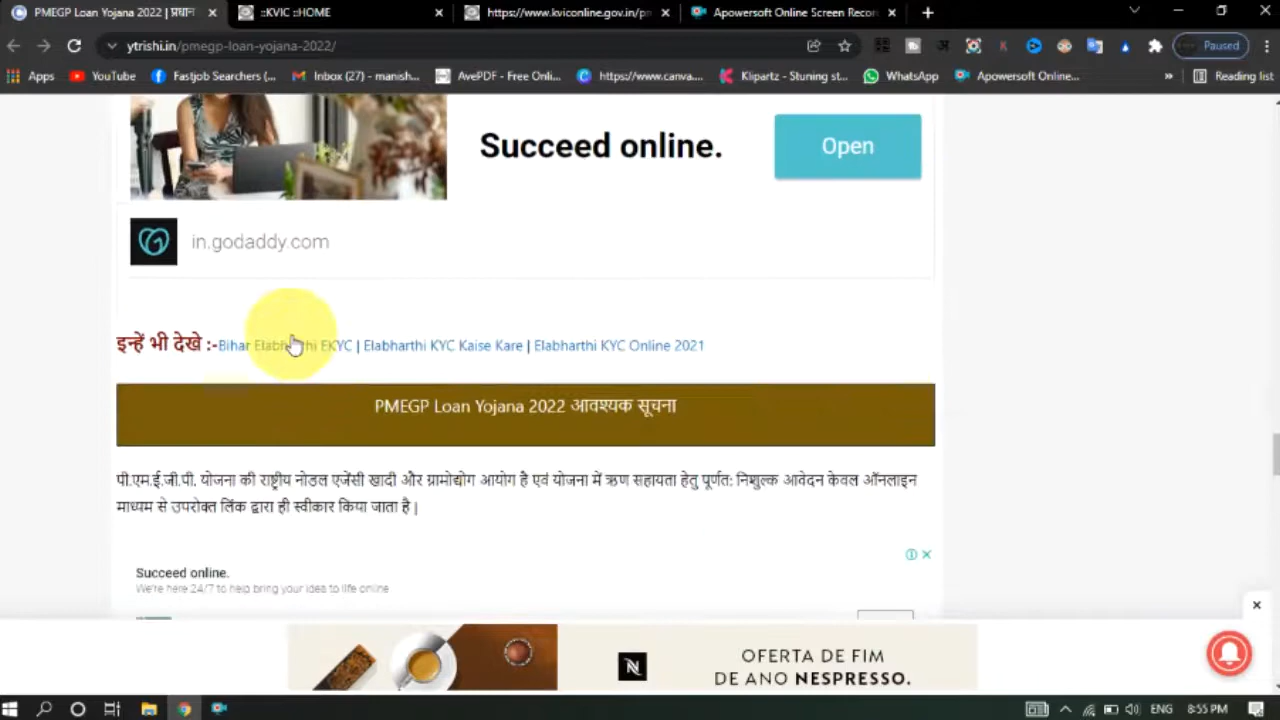 PMEGP Loan Yojana 2022 | प्रधान
::KVIC ::HOME
https://www.kviconline.gov.in/pm
Apowersoft Online Screen Recor
ytrishi.in/pmegp-loan-yojana-2022/
Paused
Apps
YouTube
Fastjob Searchers (...
Inbox (27) - manish...
AvePDF - Free Onli...
https://www.canva....
Klipartz - Stuning st...
WhatsApp
Apowersoft Online...
»
Reading list
Succeed online.
Open
in.godaddy.com
इन्हें भी देखे :-Bihar Elabharthi EKYC | Elabharthi KYC Kaise Kare | Elabharthi KYC Online 2021
PMEGP Loan Yojana 2022 आवश्यक सूचना
पी.एम.ई.जी.पी. योजना की राष्ट्रीय नोडल एजेंसी खादी और ग्रामोद्योग आयोग है एवं योजना में ऋण सहायता हेतु पूर्णत: निशुल्क आवेदन केवल ऑनलाइन
माध्यम से उपरोक्त लिंक द्वारा ही स्वीकार किया जाता है |
Succeed online.
We're here 24/7 to help bring your idea to life online
OFERTA DE FIM
DE ANO NESPRESSO.
ENG
8:55 PM